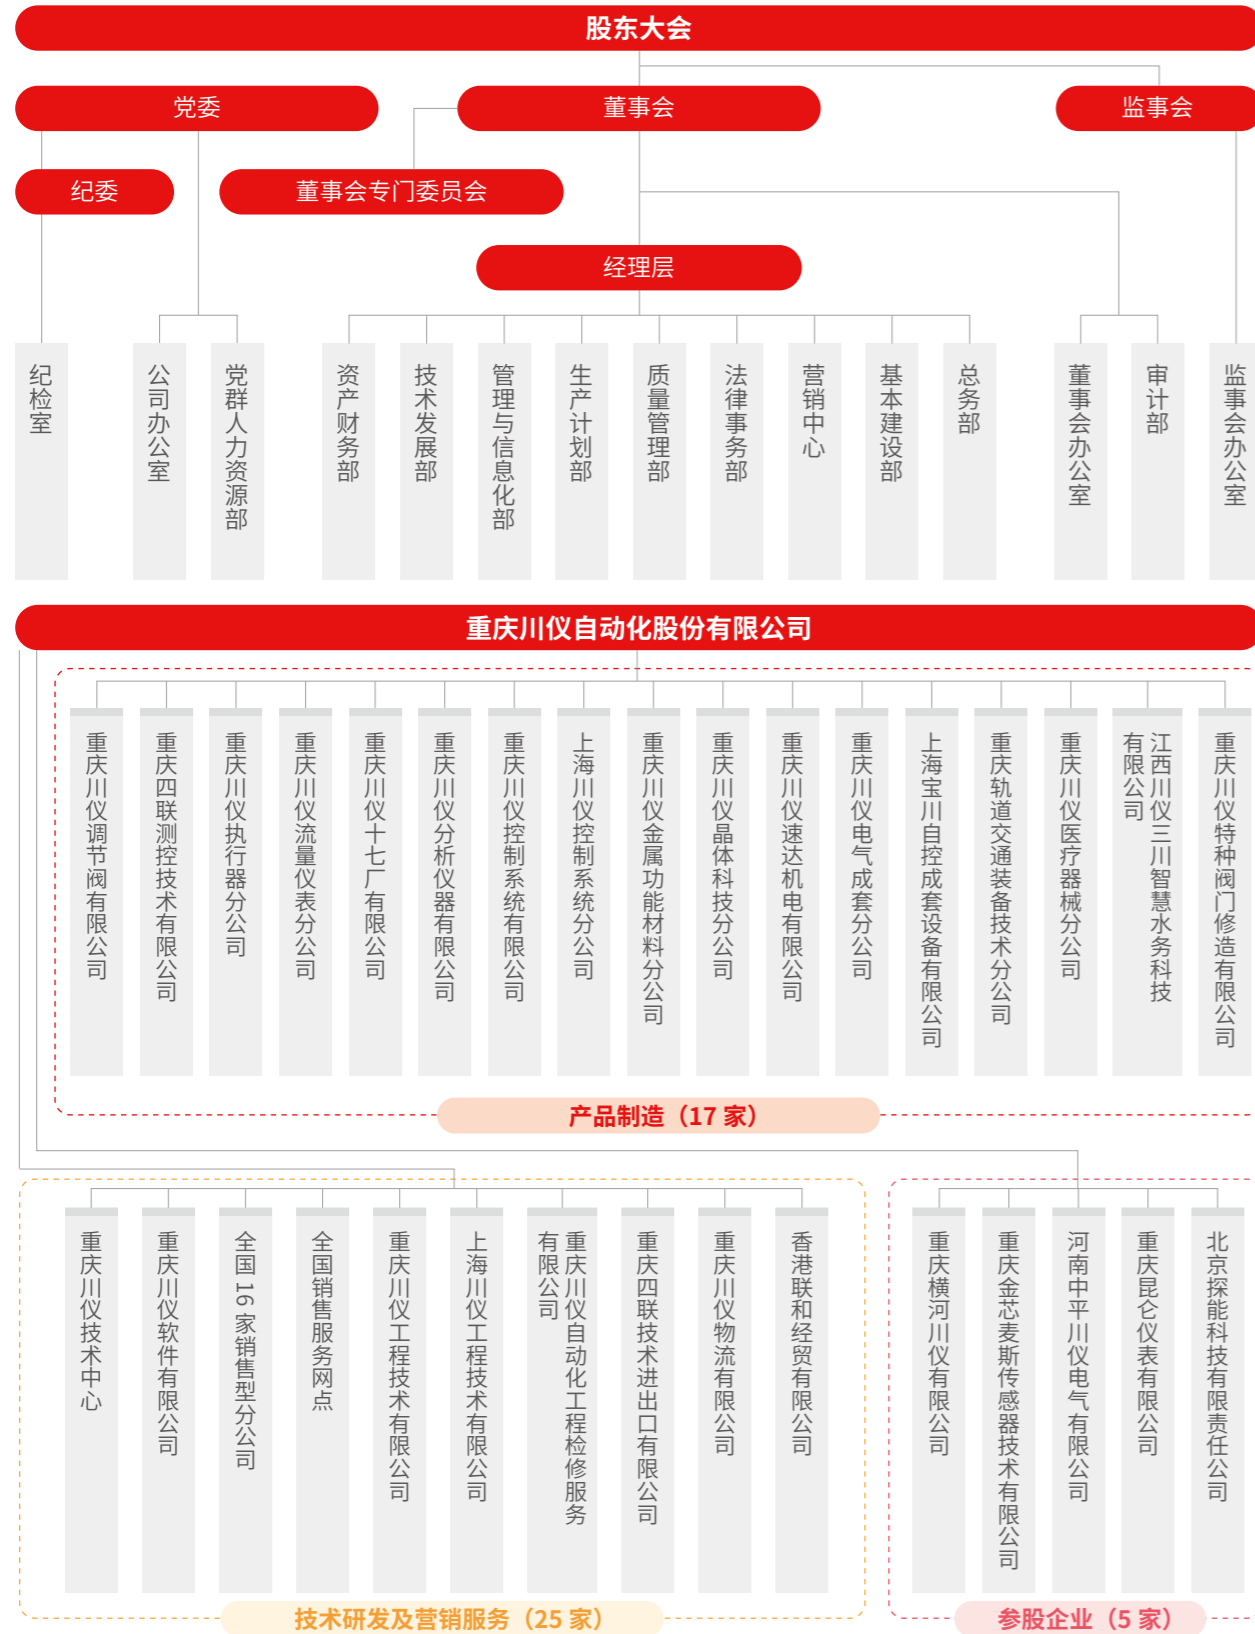 股东大会
党委
董事会
监事会
纪委
董事会专门委员会
经理层
纪检室
公司办公室
党群人力资源部
资产财务部
技术发展部
管理与信息化部
生产计划部
质量管理部
法律事务部
营销中心
基本建设部
总务部
董事会办公室
审计部
监事会办公室
重庆川仪自动化股份有限公司
重庆川仪调节阀有限公司
重庆四联测控技术有限公司
重庆川仪执行器分公司
重庆川仪流量仪表分公司
重庆川仪十七厂有限公司
重庆川仪分析仪器有限公司
重庆川仪控制系统有限公司
上海川仪控制系统分公司
重庆川仪金属功能材料分公司
重庆川仪晶体科技分公司
重庆川仪速达机电有限公司
重庆川仪电气成套分公司
上海宝川自控成套设备有限公司
重庆轨道交通装备技术分公司
重庆川仪医疗器械分公司
江西川仪三川智慧水务科技
有限公司
重庆川仪特种阀门修造有限公司
产品制造（17 家）
重庆川仪技术中心
重庆川仪软件有限公司
全国 16 家销售型分公司
全国销售服务网点
重庆川仪工程技术有限公司
上海川仪工程技术有限公司
重庆川仪自动化工程检修服务
有限公司
重庆四联技术进出口有限公司
重庆川仪物流有限公司
香港联和经贸有限公司
重庆横河川仪有限公司
重庆金芯麦斯传感器技术有限公司
河南中平川仪电气有限公司
重庆昆仑仪表有限公司
北京探能科技有限责任公司
技术研发及营销服务（25 家）
参股企业（5 家）